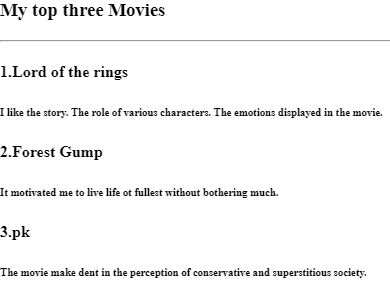 My top three Movies
1.Lord of the rings
I like the story. The role of various characters. The emotions displayed in the movie.
2.Forest Gump
It motivated me to live life ot fullest without bothering much.
3.pk
The movie make dent in the perception of conservative and superstitious society.